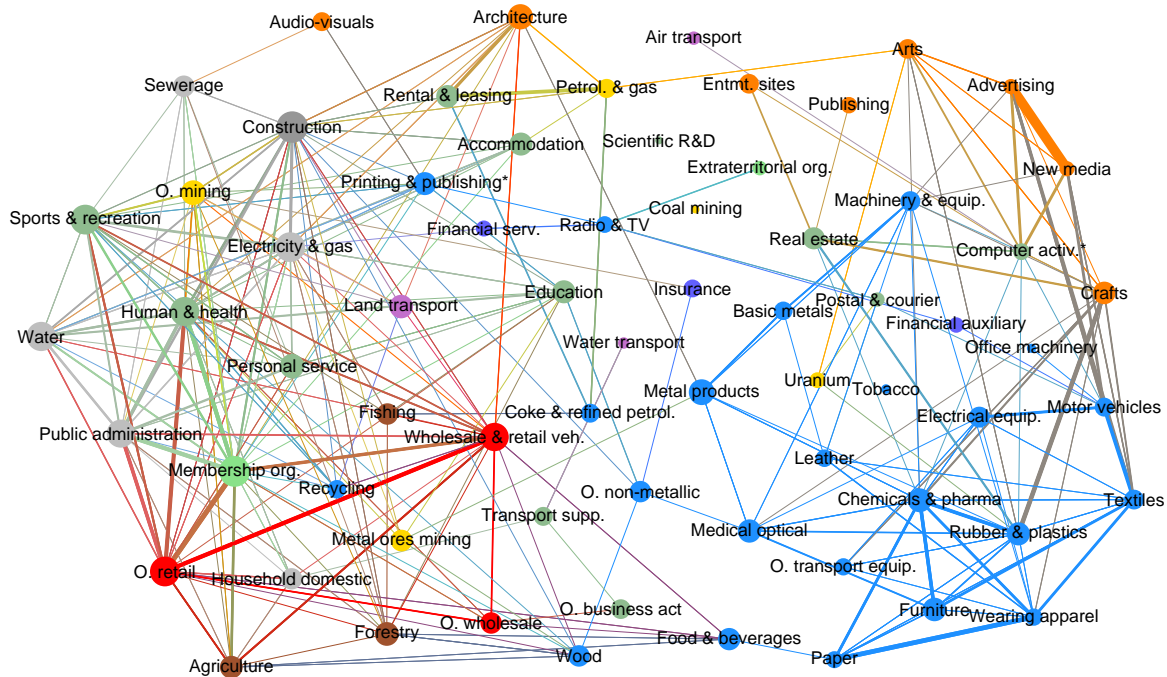 Architecture
Audio-visuals
Air transport
Arts
Sewerage
Rental & leasing
Petrol. & gas
Entmt. sites
Advertising
Publishing
Construction
Accommodation
Scientific R&D
Extraterritorial org.
New media
O. mining
Printing & publishing*
Machinery & equip.
Coal mining
Sports & recreation
Financial serv.
Radio & TV
Electricity & gas
Real estate
Computer activ.*
Education
Insurance
Crafts
Human & health
Land transport
Postal & courier
Basic metals
Financial auxiliary
Water
Water transport
Office machinery
Personal service
Uranium
Tobacco
Metal products
Fishing
Coke & refined petrol.
Electrical equip.
Motor vehicles
Public administration
Wholesale & retail veh.
Leather
Membership org.
Recycling
O. non-metallic
Chemicals & pharma
Textiles
Transport supp.
Medical optical
Rubber & plastics
Metal ores mining
O. retail
Household domestic
O. transport equip.
O. business act
Furniture
Wearing apparel
O. wholesale
Forestry
Food & beverages
Agriculture
Wood
Paper